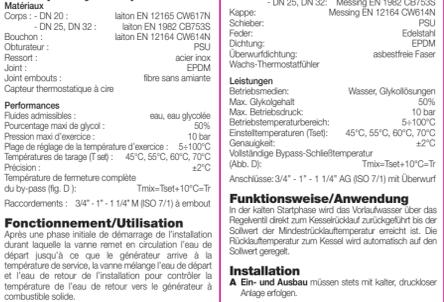 Matériaux
Corps : - DN 20 : laiton EN 12165 CW617N
- DN 25, DN 32 : laiton EN 1982 CB753S
Bouchon : laiton EN 12164 CW614N
Obturateur : PSU
Ressort : acier inox
Joint : EPDM
Joint embouts : fibre sans amiante
Capteur thermostatique à cire
Performances
Fluides admissibles : eau, eau glycolée
Pourcentage maxi de glycol : 50%
Pression maxi d'exercice : 10 bar
Plage de réglage de la température d'exercice : 5÷100°C
Températures de tarage (T set) : 45°C, 55°C, 60°C, 70°C
Précision : ±2°C
Température de fermeture complète
du by-pass (fig. D ): Tmix=Tset+10°C=Tr
Raccordements : 3/4" - 1" - 1 1/4" M (ISO 7/1) à embout
Fonctionnement/Utilisation
Après une phase initiale de démarrage de l'installation
durant laquelle la vanne remet en circulation l'eau de
départ jusqu'à ce que le générateur arrive à la
température de service, la vanne mélange l'eau de départ
et l'eau de retour de l'installation pour contrôler la
température de l'eau de retour vers le générateur à
combustible solide.
- DN 25, DN 32: Messing EN 1982 CB753S
Kappe: Messing EN 12164 CW614N
Schieber: PSU
Feder: Edelstahl
Dichtung: EPDM
Überwurfdichtung: asbestfreie Faser
Wachs-Thermostatfühler
Leistungen
Betriebsmedien: Wasser, Glykollösungen
Max. Glykolgehalt 50%
Max. Betriebsdruck: 10 bar
Betriebstemperaturbereich: 5÷100°C
Einstelltemperaturen (Tset): 45°C, 55°C, 60°C, 70°C
Genauigkeit: ±2°C
Vollständige Bypass-Schließtemperatur
(Abb. D): Tmix=Tset+10°C=Tr
Anschlüsse: 3/4" - 1" - 1 1/4" AG (ISO 7/1) mit Überwurf
Funktionsweise/Anwendung
In der kalten Startphase wird das Vorlaufwasser über das
Regelventil direkt zum Kesselrücklauf zurückgeführt bis der
Sollwert der Mindestrücklauftemperatur erreicht ist. Die
Rücklauftemperatur zum Kessel wird automatisch auf den
Sollwert geregelt.
Installation
A Ein- und Ausbau müssen stets mit kalter, druckloser
Anlage erfolgen.